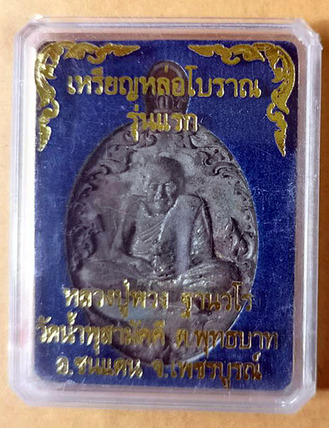 เหรียญหล่อโบราณ
รุ่นแรก
หลวงปู่พวง ฐานวโร
วัดน้ำพุสามัคคี ต.พุทธบาท
อ.ชนแดน จ.เพชรบูรณ์